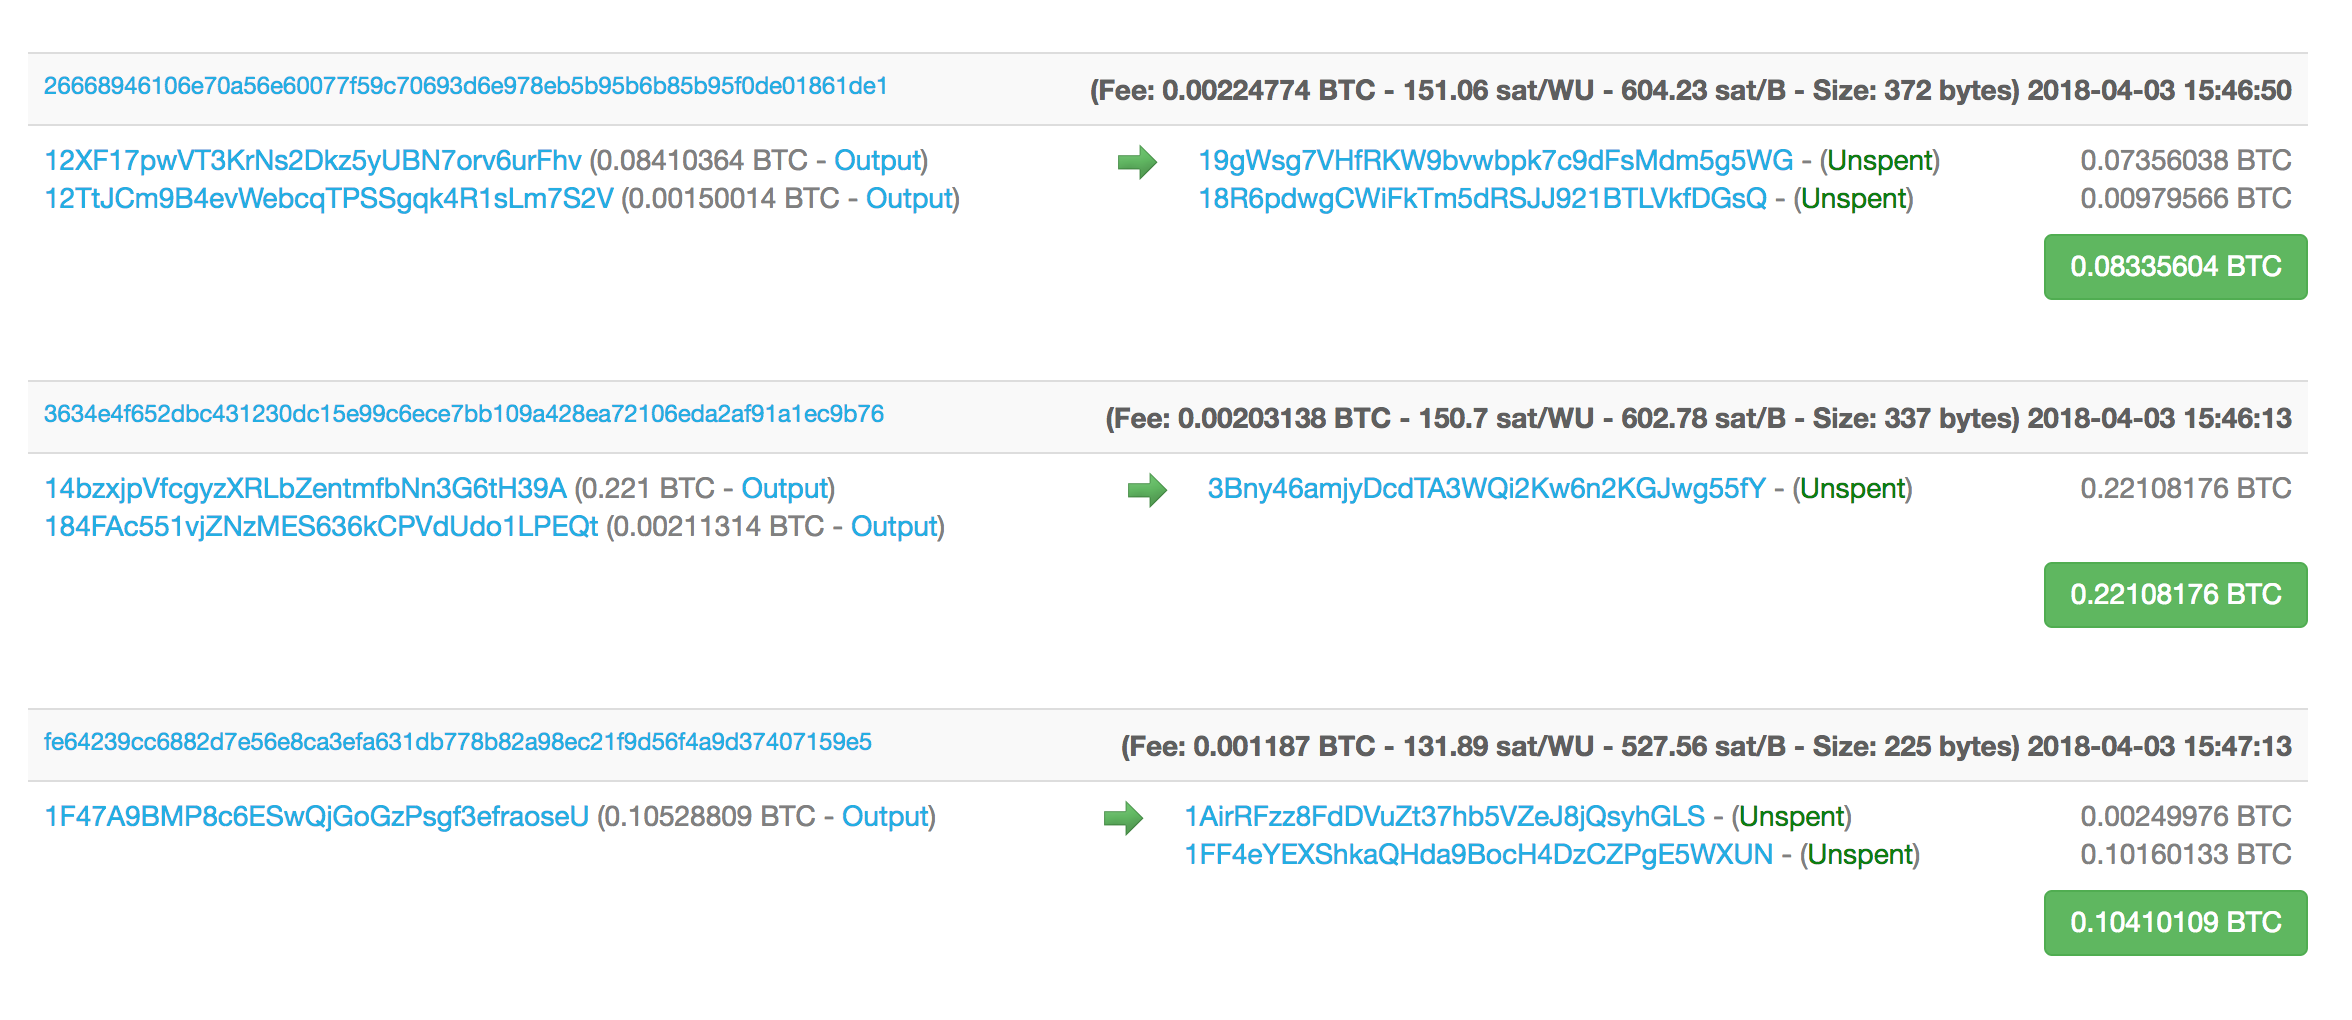 26668946106e70a56e60077f59c70693d6e978eb5b95b6b85b95f0de01861de1 (Fee: 0.00224774 BTC - 151.06 sat/WU - 604.23 sat/B - Size: 372 bytes) 2018-04-03 15:46:50
12XF17pwVT3KrNs2Dkz5yUBN7orv6urFhv (0.08410364 BTC - Output) 19gWsg7VHfRKW9bvwbpk7c9dFsMdm5g5WG - (Unspent) 0.07356038 BTC
12TtJCm9B4evWebcqTPSSgqk4R1sLm7S2V (0.00150014 BTC - Output) 18R6pdwgCWiFkTm5dRSJJ921BTLVkfDGsQ - (Unspent) 0.00979566 BTC
0.08335604 BTC
3634e4f652dbc431230dc15e99c6ece7bb109a428ea72106eda2af91a1ec9b76 (Fee: 0.00203138 BTC - 150.7 sat/WU - 602.78 sat/B - Size: 337 bytes) 2018-04-03 15:46:13
14bzxjpVfcgyzXRLbZentmfbNn3G6tH39A (0.221 BTC - Output) 3Bny46amjyDcdTA3WQi2Kw6n2KGJwg55fY - (Unspent) 0.22108176 BTC
184FAc551vjZNzMES636kCPVdUdo1LPEQt (0.00211314 BTC - Output)
0.22108176 BTC
fe64239cc6882d7e56e8ca3efa631db778b82a98ec21f9d56f4a9d37407159e5 (Fee: 0.001187 BTC - 131.89 sat/WU - 527.56 sat/B - Size: 225 bytes) 2018-04-03 15:47:13
1F47A9BMP8c6ESwQjGoGzPsgf3efraoseU (0.10528809 BTC - Output) 1AirRFzz8FdDVuZt37hb5VZeJ8jQsyhGLS - (Unspent) 0.00249976 BTC
1FF4eYEXShkaQHda9BocH4DzCZPgE5WXUN - (Unspent) 0.10160133 BTC
0.10410109 BTC